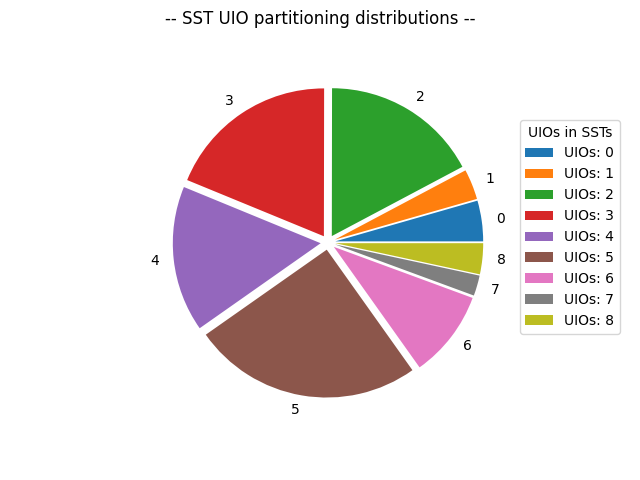 -- SST UIO partitioning distributions --
2
3
1
0
4
8
7
6
5
UIOs in SSTs
UIOs: 0
UIOs: 1
UIOs: 2
UIOs: 3
UIOs: 4
UIOs: 5
UIOs: 6
UIOs: 7
UIOs: 8